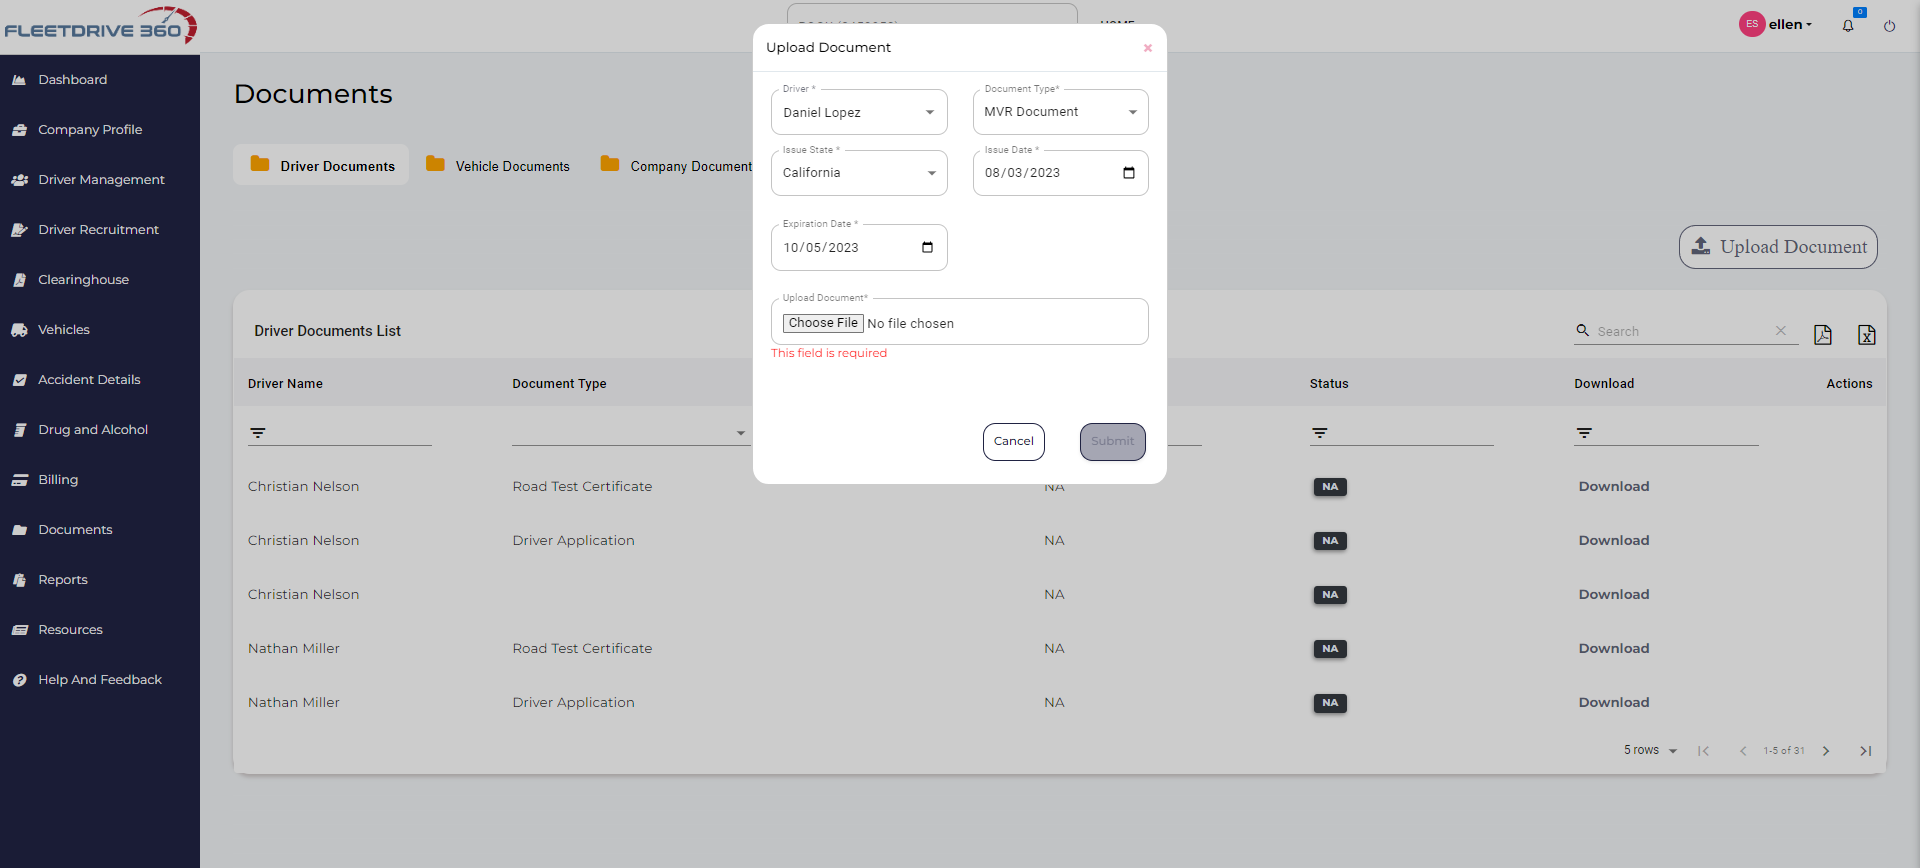 FLEETDRIVE 360
HOME
ES ellen
0
Dashboard
Company Profile
Driver Management
Driver Recruitment
Clearinghouse
Vehicles
Accident Details
Drug and Alcohol
Billing
Documents
Reports
Resources
Help And Feedback
Documents
Driver Documents
Vehicle Documents
Company Document
Upload Document
Upload Document
Driver *
Daniel Lopez
Document Type*
MVR Document
Issue State *
California
Issue Date *
08/03/2023
Expiration Date *
10/05/2023
Upload Document*
Choose File No file chosen
This field is required
Cancel
Submit
Driver Documents List
Search
Driver Name Document Type Status Download Actions
Christian Nelson Road Test Certificate NA NA Download
Christian Nelson Driver Application NA NA Download
Christian Nelson NA NA Download
Nathan Miller Road Test Certificate NA NA Download
Nathan Miller Driver Application NA NA Download
5 rows 1-5 of 31